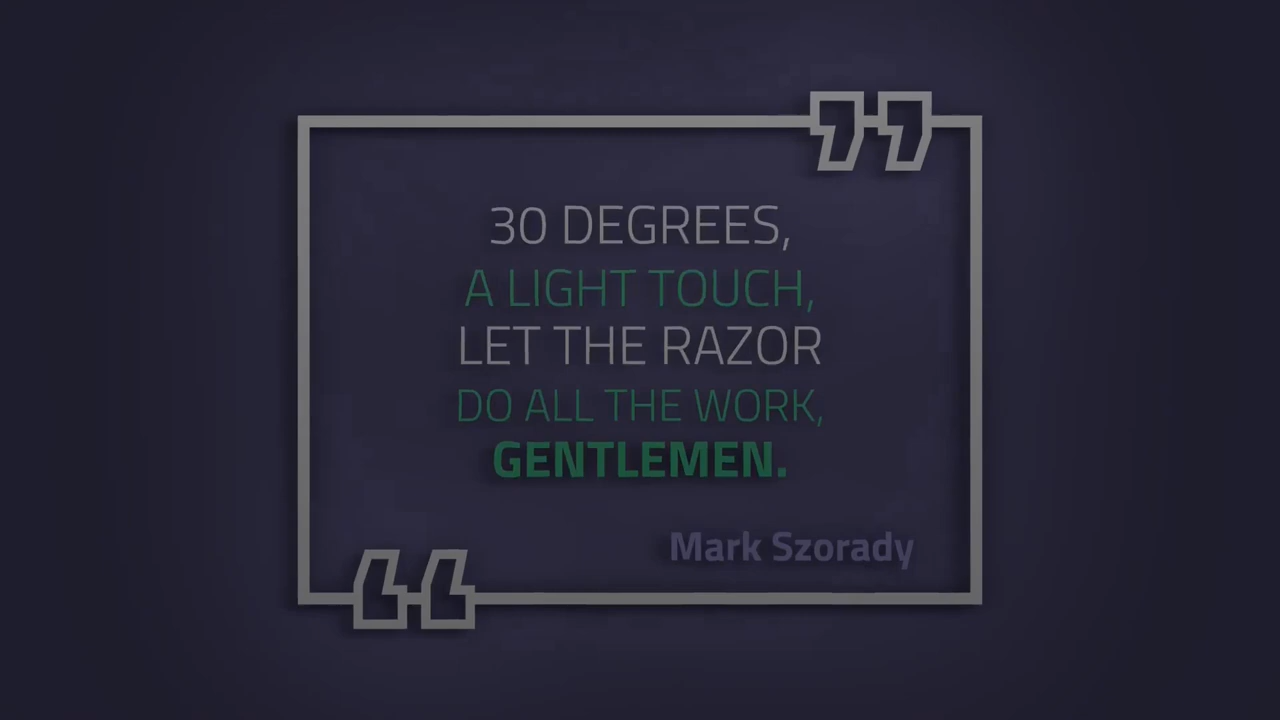 30 DEGREES,
A LIGHT TOUCH,
LET THE RAZOR
DO ALL THE WORK,
GENTLEMEN.
Mark Szorady